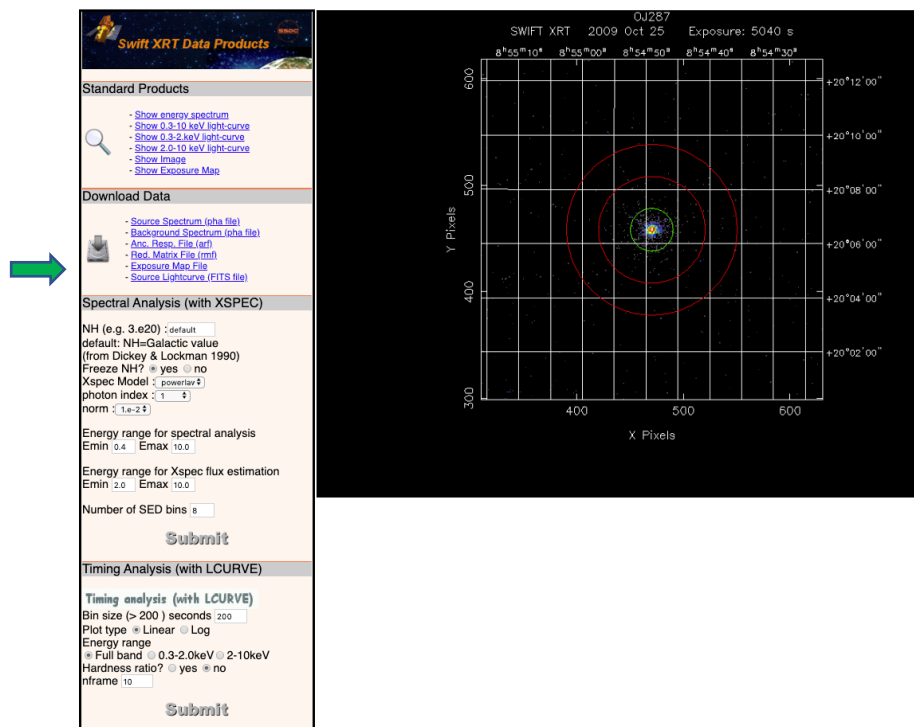 Swift XRT Data Products
SSDC
Standard Products
- Show energy spectrum
- Show 0.3-10 keV light-curve
- Show 0.3-2.keV light-curve
- Show 2.0-10 keV light-curve
- Show Image
- Show Exposure Map
Download Data
- Source Spectrum (pha file)
- Background Spectrum (pha file)
- Anc. Resp. File (arf)
- Red. Matrix File (rmf)
- Exposure Map File
- Source Lightcurve (FITS file)
Spectral Analysis (with XSPEC)
NH (e.g. 3.e20) : default
default: NH=Galactic value
(from Dickey & Lockman 1990)
Freeze NH? yes no
Xspec Model : powerlav
photon index : 1
norm : 1.e-2
Energy range for spectral analysis
Emin 0.4 Emax 10.0
Energy range for Xspec flux estimation
Emin 2.0 Emax 10.0
Number of SED bins 8
Submit
Timing Analysis (with LCURVE)
Timing analysis (with LCURVE)
Bin size (> 200 ) seconds 200
Plot type Linear Log
Energy range
Full band 0.3-2.0keV 2-10keV
Hardness ratio? yes no
nframe 10
Submit
OJ287
SWIFT XRT 2009 Oct 25 Exposure: 5040 s
8ʰ55ᵐ10ˢ 8ʰ55ᵐ00ˢ 8ʰ54ᵐ50ˢ 8ʰ54ᵐ40ˢ 8ʰ54ᵐ30ˢ
+20°12'00"
+20°10'00"
+20°08'00"
+20°06'00"
+20°04'00"
+20°02'00"
600
500
400
300
Y Pixels
400 500 600
X Pixels